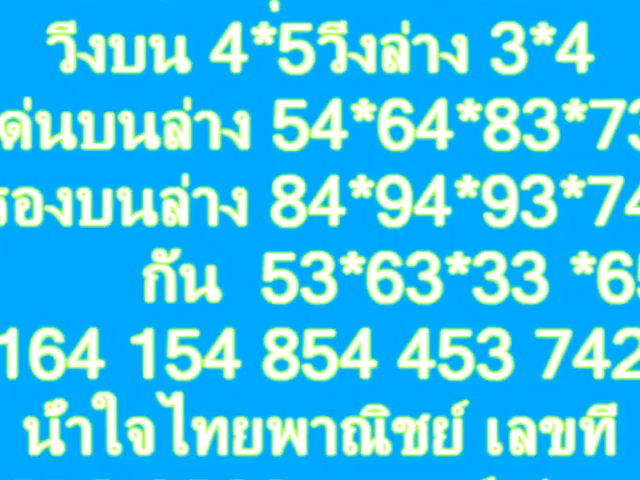 วิ่งบน 4*5วิ่งล่าง 3*4
เด่นบนล่าง 54*64*83*73
รองบนล่าง 84*94*93*74
กัน 53*63*33 *65
164 154 854 453 742
น้ำใจไทยพาณิชย์ เลขที่